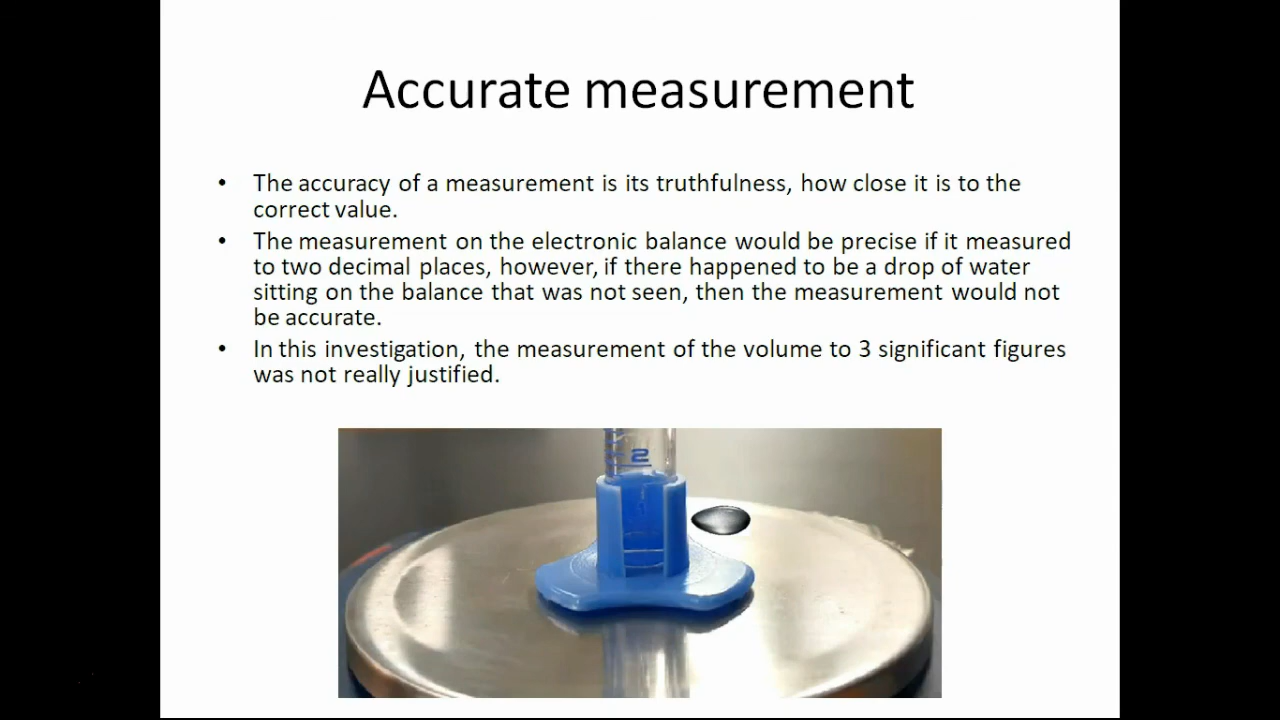 Accurate measurement
• The accuracy of a measurement is its truthfulness, how close it is to the
correct value.
• The measurement on the electronic balance would be precise if it measured
to two decimal places, however, if there happened to be a drop of water
sitting on the balance that was not seen, then the measurement would not
be accurate.
• In this investigation, the measurement of the volume to 3 significant figures
was not really justified.
2